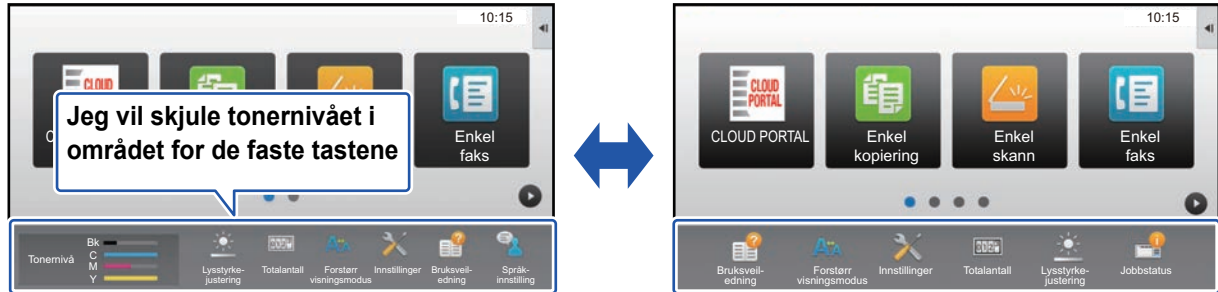 10:15
CLOUD
C
Jeg vil skjule tonernivået i
området for de faste tastene
Enkel
faks
Tonernivå
Bk
C
M
Y
Lysstyrke-
justering
Totalantall
Forstørr
visningsmodus
Innstillinger
Bruksveil-
edning
Språk-
innstilling
10:15
CLOUD
PORTAL
CLOUD PORTAL
Enkel
kopiering
Enkel
skann
Enkel
faks
Bruksveil-
edning
Forstørr
visningsmodus
Innstillinger
Totalantall
Lysstyrke-
justering
Jobbstatus